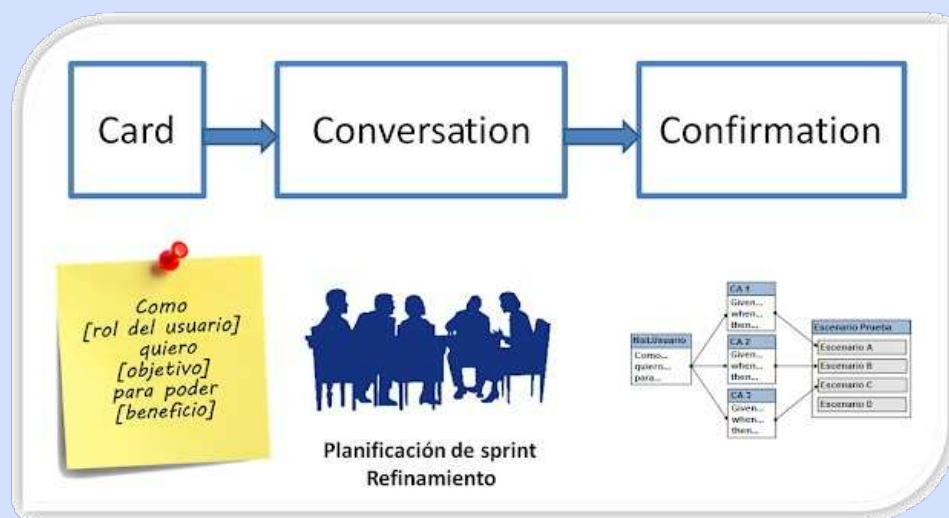 Card
Conversation
Confirmation
Como
[rol del usuario]
quiero
[objetivo]
para poder
[beneficio]
Planificación de sprint
Refinamiento
Hist.Usuario
Como...
quiero...
para...
CA 1
Given...
when...
then...
CA 2
Given...
when...
then...
CA 3
Given...
when...
then...
Escenario Prueba
Escenario A
Escenario B
Escenario C
Escenario D